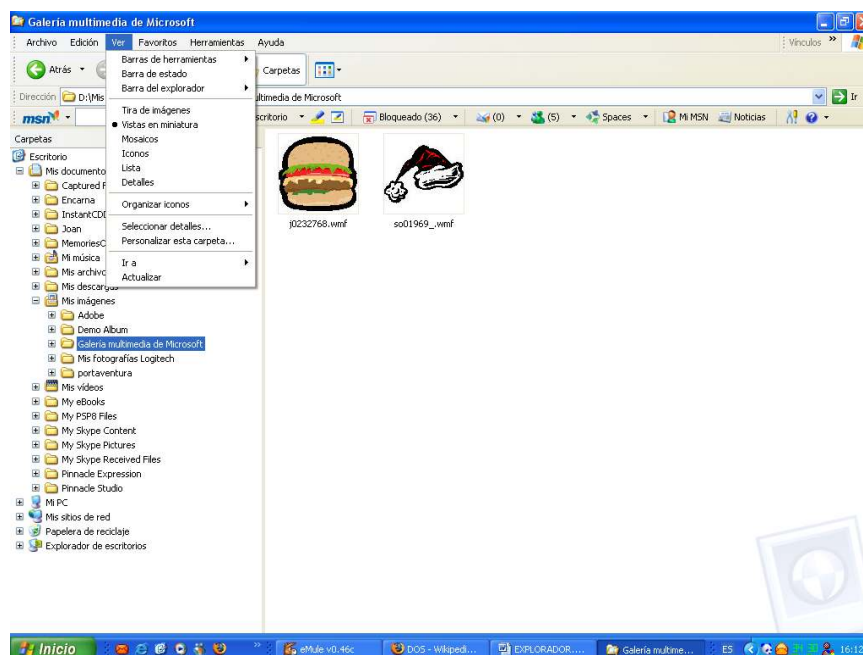 Galería multimedia de Microsoft
Archivo Edición Ver Favoritos Herramientas Ayuda
Vínculos »
Atrás
Carpetas
Dirección D:\Mis
ultimedia de Microsoft
Ir
msn
scritorio
Bloqueado (36)
(0)
(5)
Spaces
Mi MSN
Noticias
Barras de herramientas
Barra de estado
Barra del explorador
Tira de imágenes
Vistas en miniatura
Mosaicos
Iconos
Lista
Detalles
Organizar iconos
Seleccionar detalles...
Personalizar esta carpeta...
Ir a
Actualizar
Carpetas
Escritorio
Mis documento
Captured F
Encarna
InstantCD
Joan
MemoriesO
Mi música
Mis archivo
Mis descargas
Mis imágenes
Adobe
Demo Album
Galería multimedia de Microsoft
Mis fotografías Logitech
portaventura
Mis vídeos
My eBooks
My PSP8 Files
My Skype Content
My Skype Pictures
My Skype Received Files
Pinnacle Expression
Pinnacle Studio
Mi PC
Mis sitios de red
Papelera de reciclaje
Explorador de escritorios
j0232768.wmf
so01969_.wmf
Inicio
»
eMule v0.46c
DOS - Wikipedi...
EXPLORADOR....
Galería multime...
ES